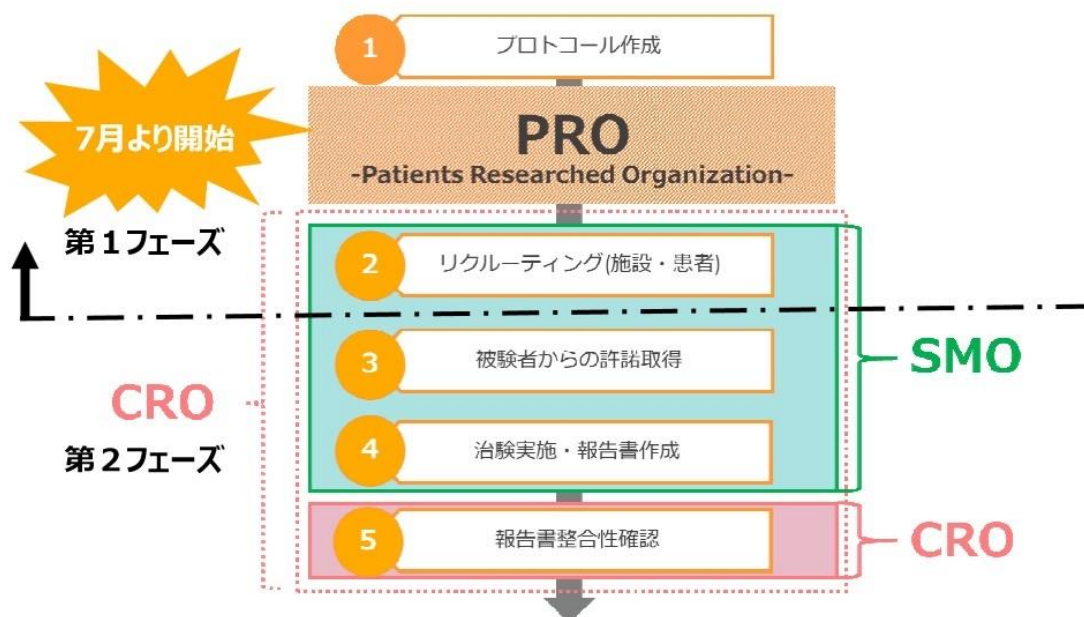 1
プロトコール作成
7月より開始
PRO
-Patients Researched Organization-
第１フェーズ
2
リクルーティング(施設・患者)
3
被験者からの許諾取得
SMO
CRO
第２フェーズ
4
治験実施・報告書作成
5
報告書整合性確認
CRO